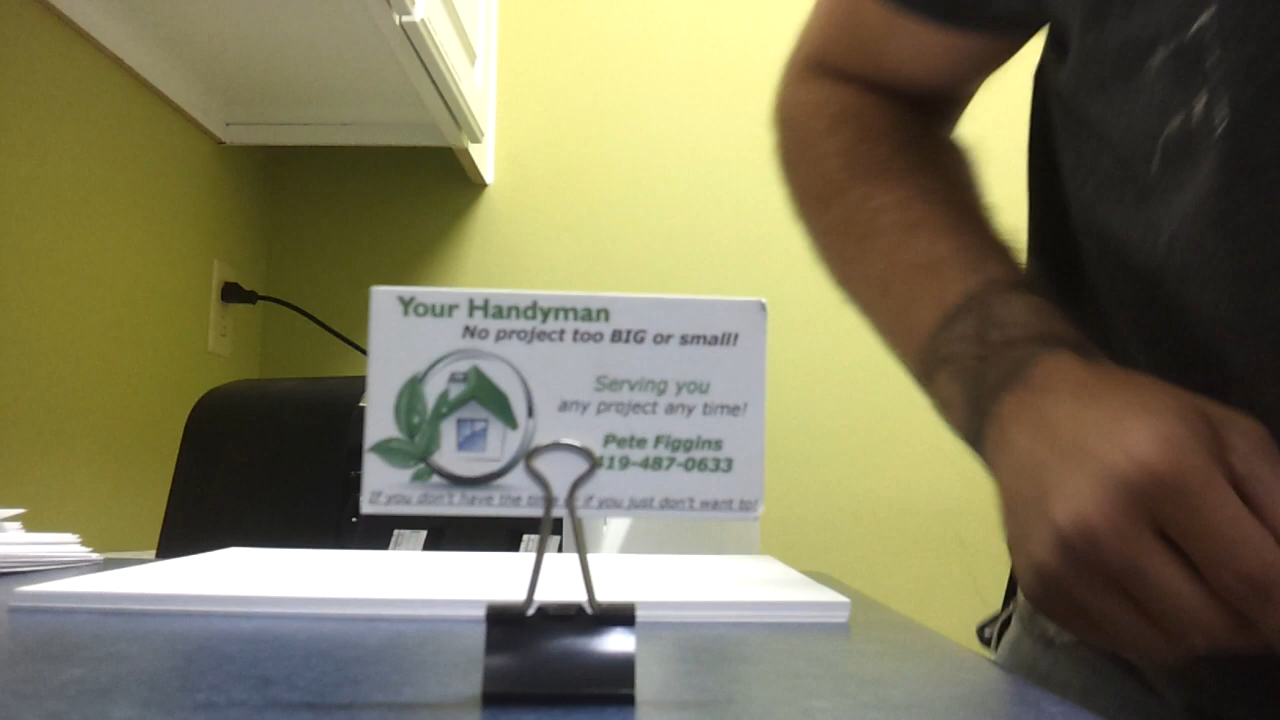 Your Handyman
No project too BIG or small!
Serving you
any project any time!
Pete Figgins
419-487-0633
If you don't have the time if you just don't want to!